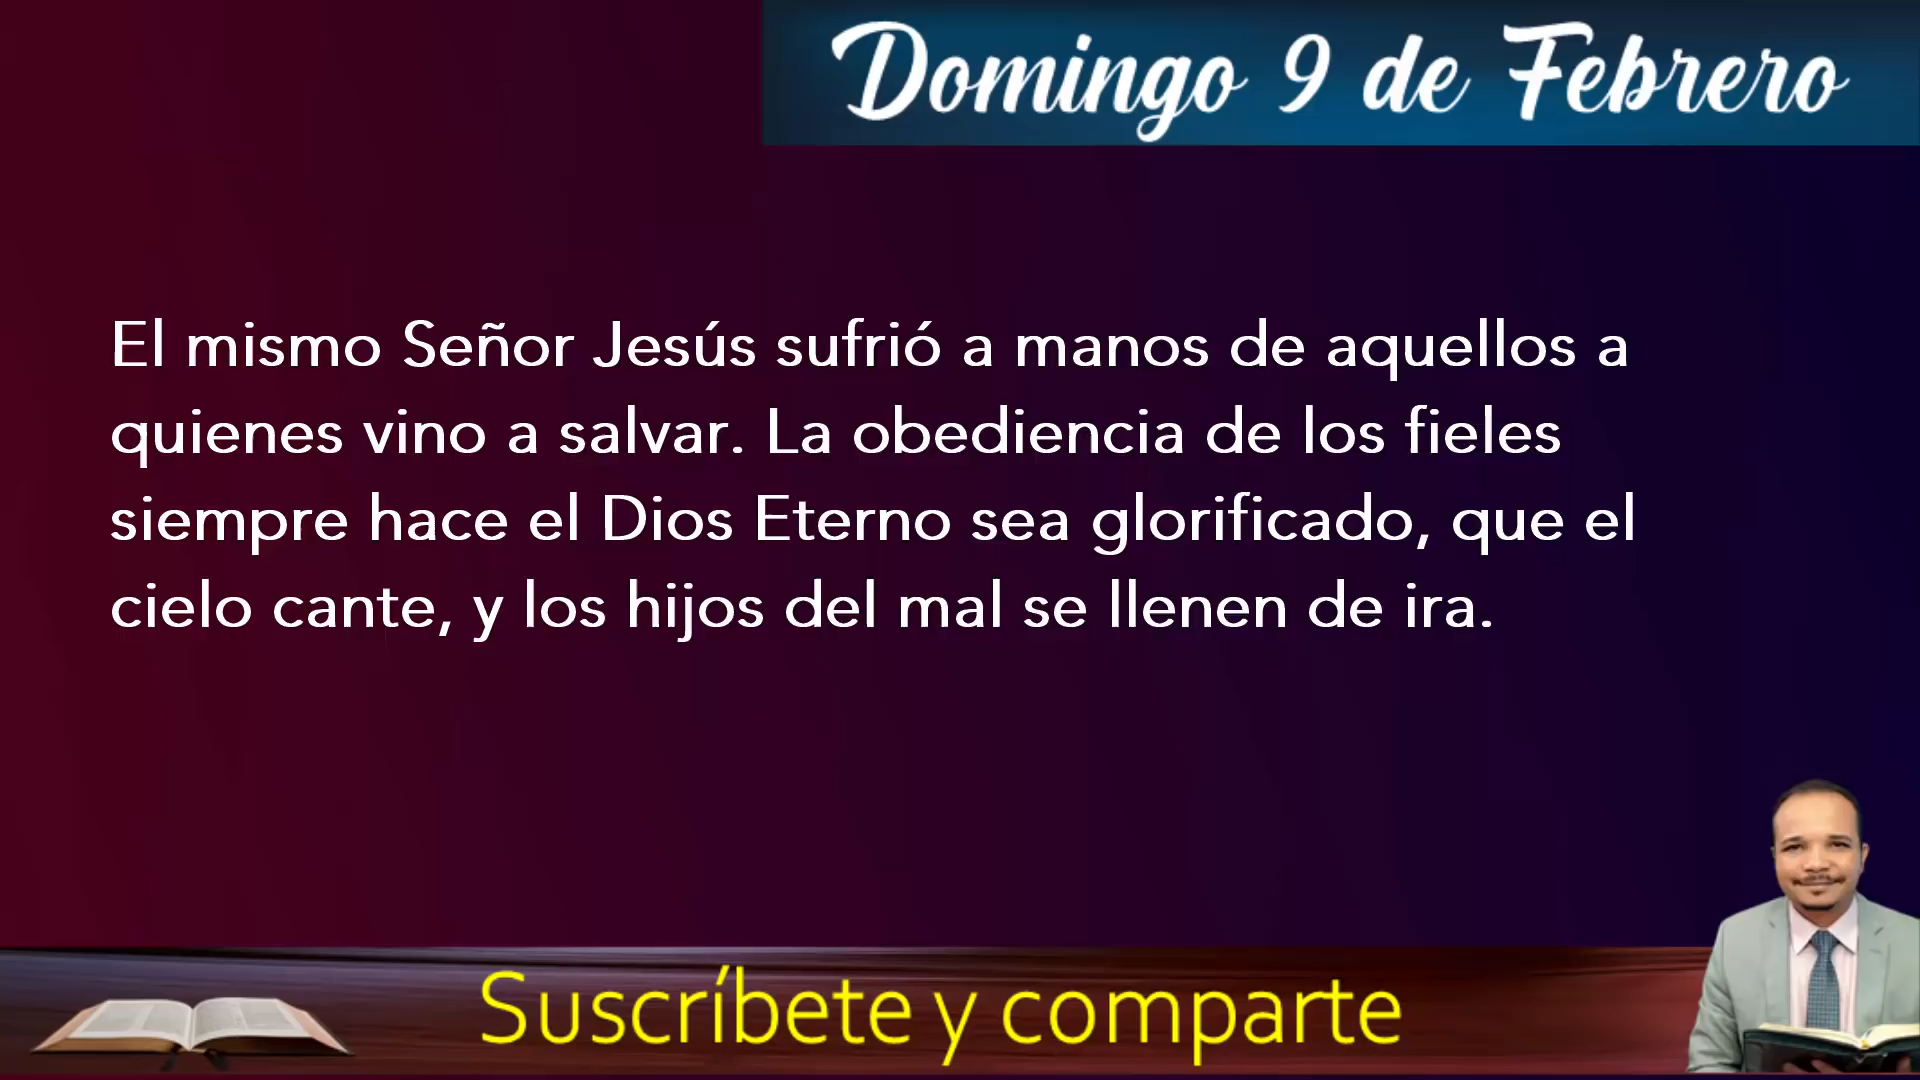 Domingo 9 de Febrero
El mismo Señor Jesús sufrió a manos de aquellos a
quienes vino a salvar. La obediencia de los fieles
siempre hace el Dios Eterno sea glorificado, que el
cielo cante, y los hijos del mal se llenen de ira.
Suscríbete y comparte